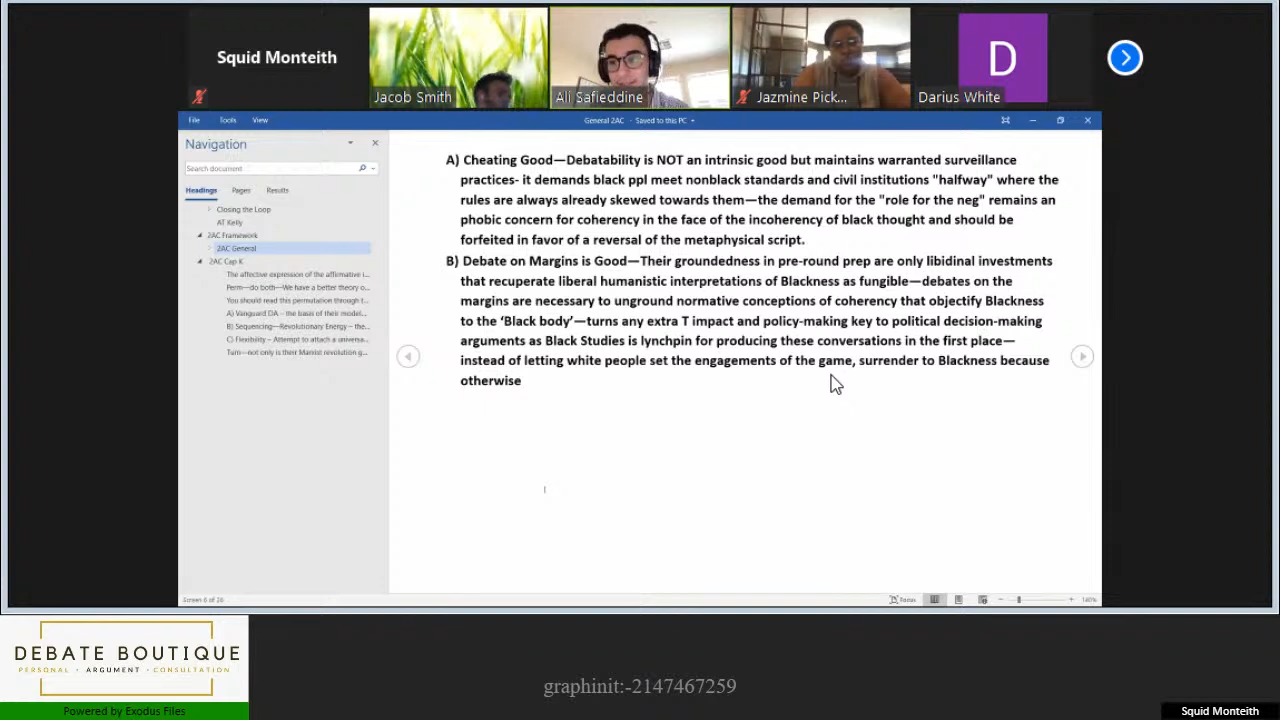 Squid Monteith
Jacob Smith
Ali Safieddine
Jazmine Pick...
D
Darius White
File Tools View
General 2AC - Saved to this PC
Navigation
Search document
Headings Pages Results
Closing the Loop
AT Kelly
2AC Framework
2AC General
2AC Cap K
The affective expression of the affirmative i
Perm—do both—We have a better theory o...
You should read this permutation through t...
A) Vanguard DA – the basis of their model...
B) Sequencing—Revolutionary Energy – the...
C) Flexibility – Attempt to attach a universa...
Turn—not only is their Marxist revolution g...
A) Cheating Good—Debatability is NOT an intrinsic good but maintains warranted surveillance
practices- it demands black ppl meet nonblack standards and civil institutions "halfway" where the
rules are always already skewed towards them—the demand for the "role for the neg" remains an
phobic concern for coherency in the face of the incoherency of black thought and should be
forfeited in favor of a reversal of the metaphysical script.
B) Debate on Margins is Good—Their groundedness in pre-round prep are only libidinal investments
that recuperate liberal humanistic interpretations of Blackness as fungible—debates on the
margins are necessary to unground normative conceptions of coherency that objectify Blackness
to the ‘Black body’—turns any extra T impact and policy-making key to political decision-making
arguments as Black Studies is lynchpin for producing these conversations in the first place—
instead of letting white people set the engagements of the game, surrender to Blackness because
otherwise
Screen 6 of 26
Focus
140%
DEBATE BOUTIQUE
PERSONAL · ARGUMENT · CONSULTATION
Powered by Exodus Files
graphinit:-2147467259
Squid Monteith